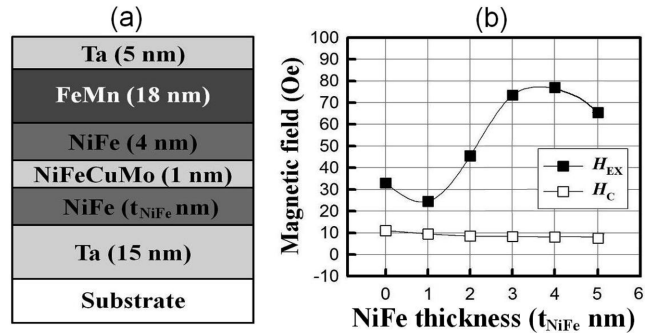 (a)
Ta (5 nm)
FeMn (18 nm)
NiFe (4 nm)
NiFeCuMo (1 nm)
NiFe (tNiFe nm)
Ta (15 nm)
Substrate
(b)
Magnetic field (Oe)
100
90
80
70
60
50
40
30
20
10
0
-10
HEX
HC
0 1 2 3 4 5 6
NiFe thickness (tNiFe nm)